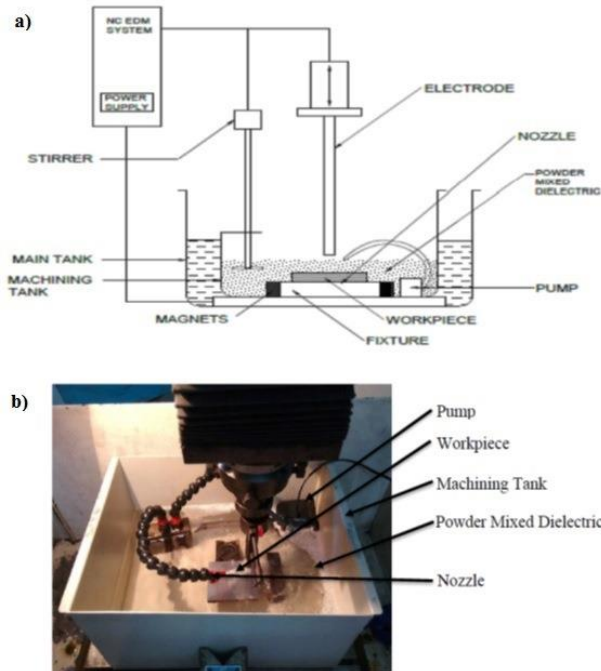 a)
NC EDM
SYSTEM
POWER
SUPPLY
ELECTRODE
NOZZLE
STIRRER
POWDER
MIXED
DIELECTRIC
MAIN TANK
MACHINING
TANK
PUMP
MAGNETS
WORKPIECE
FIXTURE
b)
Pump
Workpiece
Machining Tank
Powder Mixed Dielectric
Nozzle